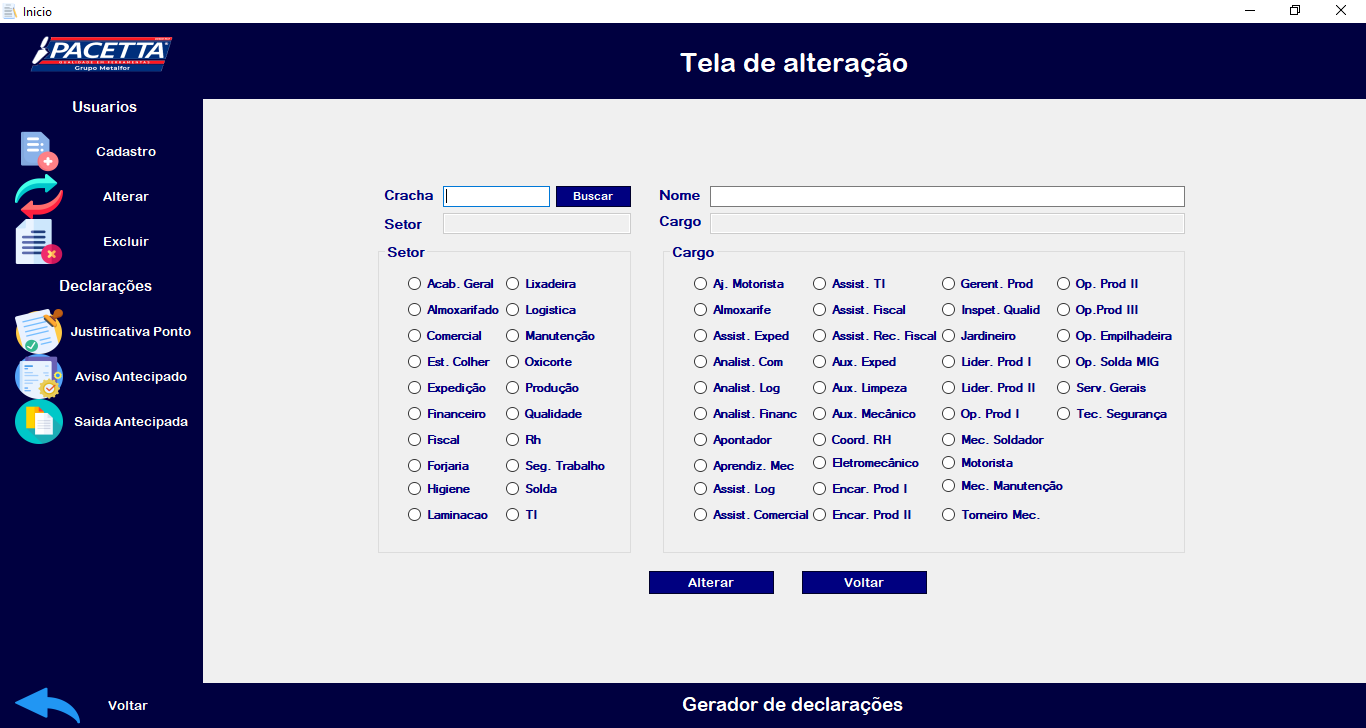 Inicio
PACETTA
QUALIDADE EM FERRAMENTAS
Grupo Metalfor
Tela de alteração
Usuarios
Cadastro
Alterar
Excluir
Declarações
Justificativa Ponto
Aviso Antecipado
Saida Antecipada
Voltar
Cracha Buscar Nome
Setor Cargo
Setor
Acab. Geral Lixadeira
Almoxarifado Logistica
Comercial Manutenção
Est. Colher Oxicorte
Expedição Produção
Financeiro Qualidade
Fiscal Rh
Forjaria Seg. Trabalho
Higiene Solda
Laminacao TI
Cargo
Aj. Motorista Assist. TI Gerent. Prod Op. Prod II
Almoxarife Assist. Fiscal Inspet. Qualid Op.Prod III
Assist. Exped Assist. Rec. Fiscal Jardineiro Op. Empilhadeira
Analist. Com Aux. Exped Lider. Prod I Op. Solda MIG
Analist. Log Aux. Limpeza Lider. Prod II Serv. Gerais
Analist. Financ Aux. Mecânico Op. Prod I Tec. Segurança
Apontador Coord. RH Mec. Soldador
Aprendiz. Mec Eletromecânico Motorista
Assist. Log Encar. Prod I Mec. Manutenção
Assist. Comercial Encar. Prod II Torneiro Mec.
Alterar Voltar
Gerador de declarações